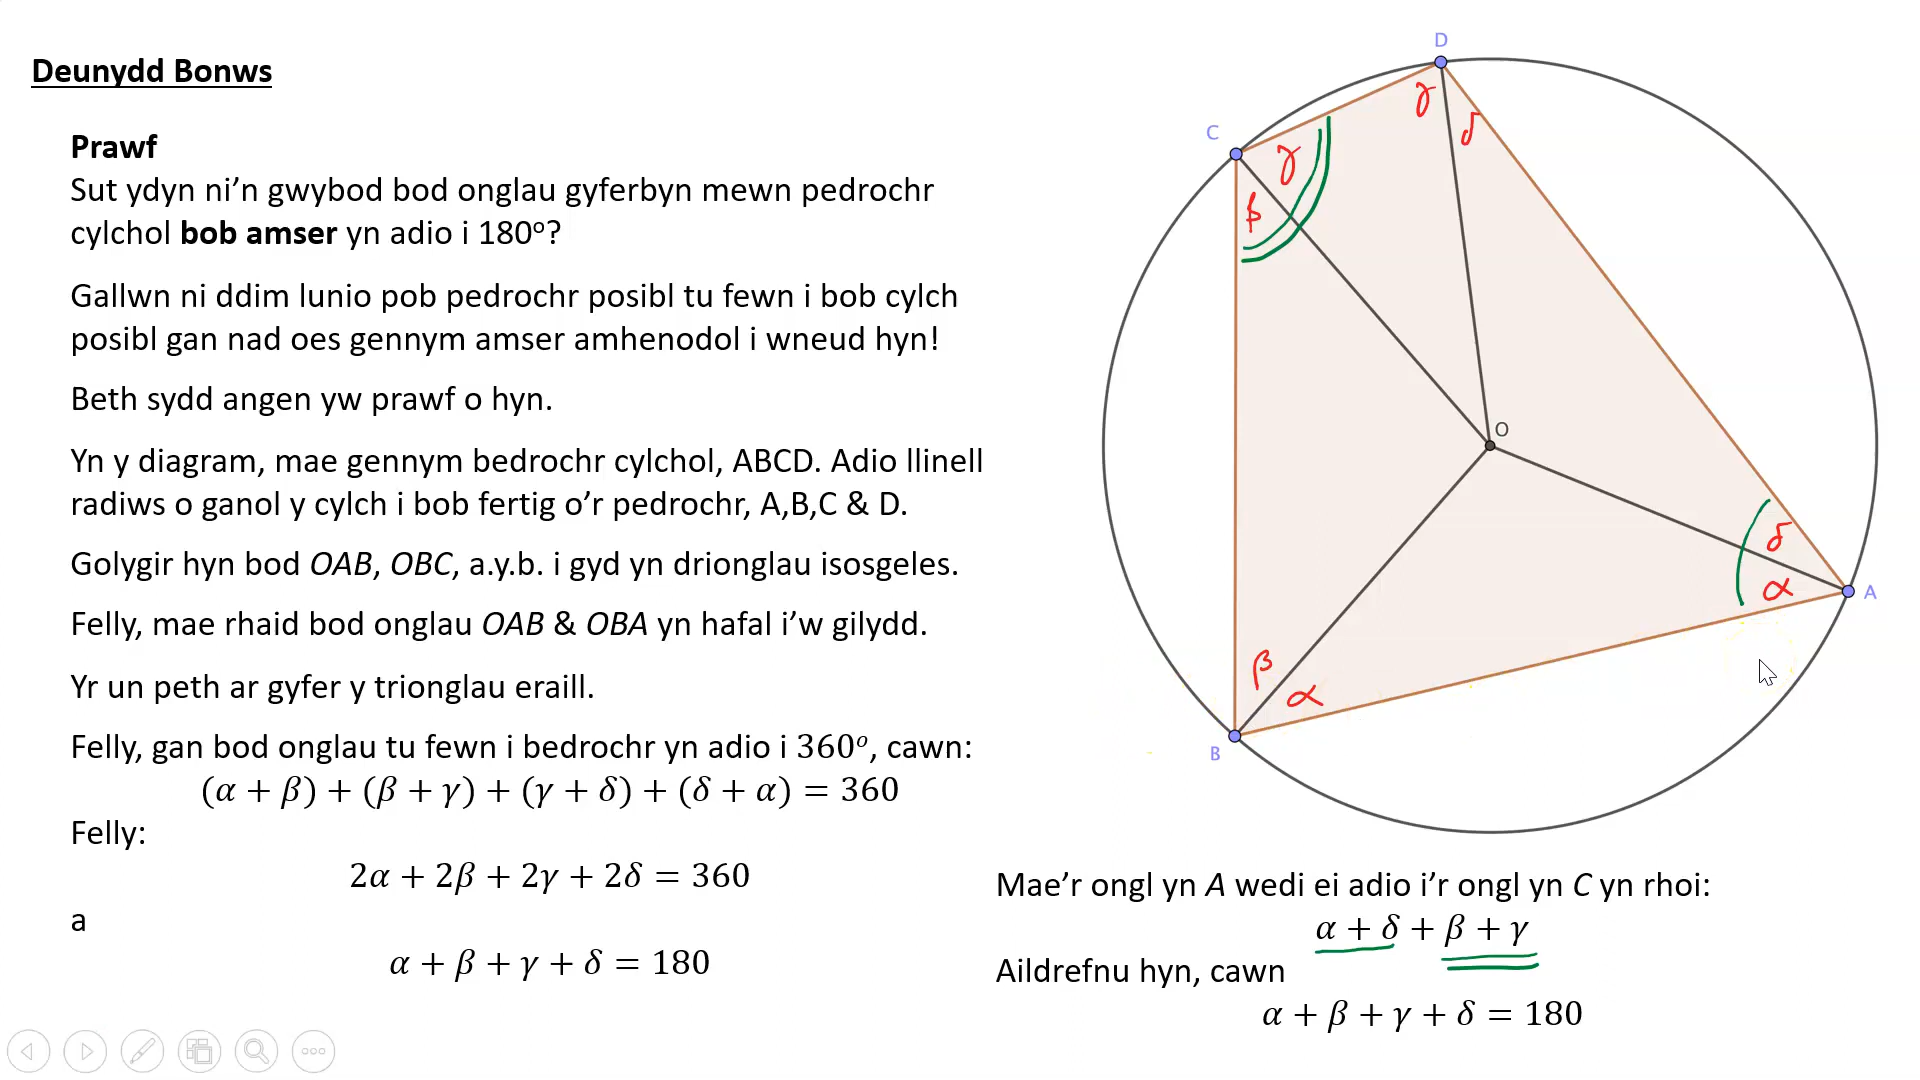 Deunydd Bonws
Prawf
Sut ydyn ni’n gwybod bod onglau gyferbyn mewn pedrochr
cylchol bob amser yn adio i 180º?
Gallwn ni ddim lunio pob pedrochr posibl tu fewn i bob cylch
posibl gan nad oes gennym amser amhenodol i wneud hyn!
Beth sydd angen yw prawf o hyn.
Yn y diagram, mae gennym bedrochr cylchol, ABCD. Adio llinell
radiws o ganol y cylch i bob fertig o’r pedrochr, A,B,C & D.
Golygir hyn bod OAB, OBC, a.y.b. i gyd yn drionglau isosgeles.
Felly, mae rhaid bod onglau OAB & OBA yn hafal i’w gilydd.
Yr un peth ar gyfer y trionglau eraill.
Felly, gan bod onglau tu fewn i bedrochr yn adio i 360º, cawn:
(α + β) + (β + γ) + (γ + δ) + (δ + α) = 360
Felly:
2α + 2β + 2γ + 2δ = 360
a
α + β + γ + δ = 180
D
γ
δ
C
γ
β
O
δ
α
A
β
α
B
Mae’r ongl yn A wedi ei adio i’r ongl yn C yn rhoi:
α + δ + β + γ
Aildrefnu hyn, cawn
α + β + γ + δ = 180